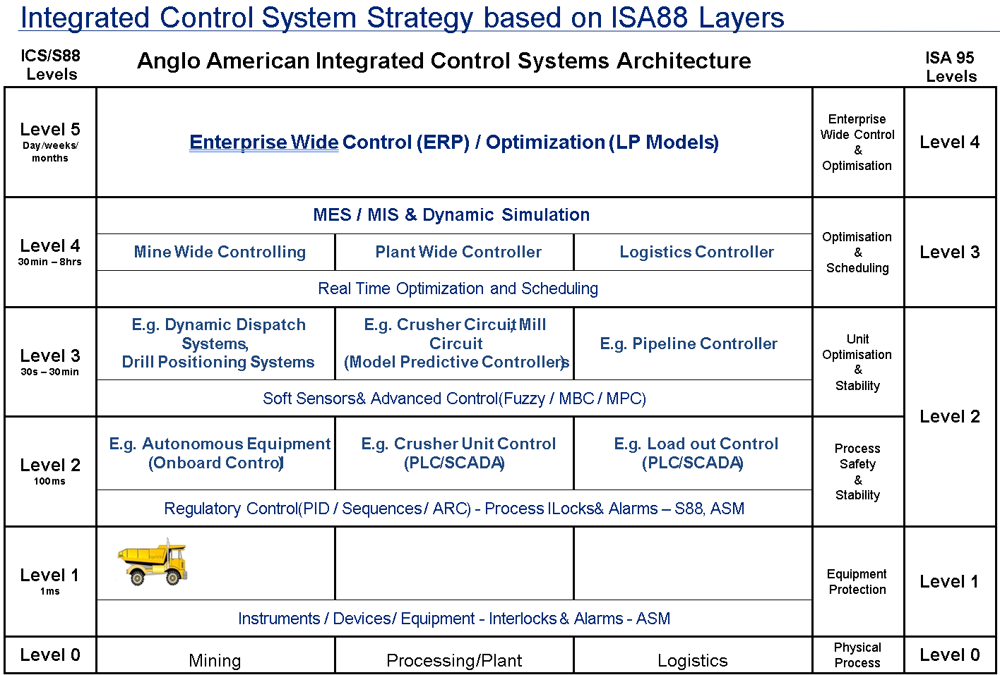 Integrated Control System Strategy based on ISA88 Layers
ICS/S88
Levels
Anglo American Integrated Control Systems Architecture
ISA 95
Levels
Level 5
Day/weeks/
months
Enterprise Wide Control (ERP) / Optimization (LP Models)
Enterprise
Wide Control
&
Optimisation
Level 4
Level 4
30min – 8hrs
MES / MIS & Dynamic Simulation
Mine Wide Controlling
Plant Wide Controller
Logistics Controller
Real Time Optimization and Scheduling
Optimisation
&
Scheduling
Level 3
Level 3
30s – 30min
E.g. Dynamic Dispatch
Systems,
Drill Positioning Systems
E.g. Crusher Circuit, Mill
Circuit
(Model Predictive Controllers)
E.g. Pipeline Controller
Soft Sensors & Advanced Control (Fuzzy / MBC / MPC)
Unit
Optimisation
&
Stability
Level 2
Level 2
100ms
E.g. Autonomous Equipment
(Onboard Control)
E.g. Crusher Unit Control
(PLC/SCADA)
E.g. Load out Control
(PLC/SCADA)
Regulatory Control (PID / Sequences / ARC) - Process ILocks & Alarms – S88, ASM
Process
Safety
&
Stability
Level 1
1ms
Instruments / Devices / Equipment - Interlocks & Alarms - ASM
Equipment
Protection
Level 1
Level 0
Mining
Processing/Plant
Logistics
Physical
Process
Level 0